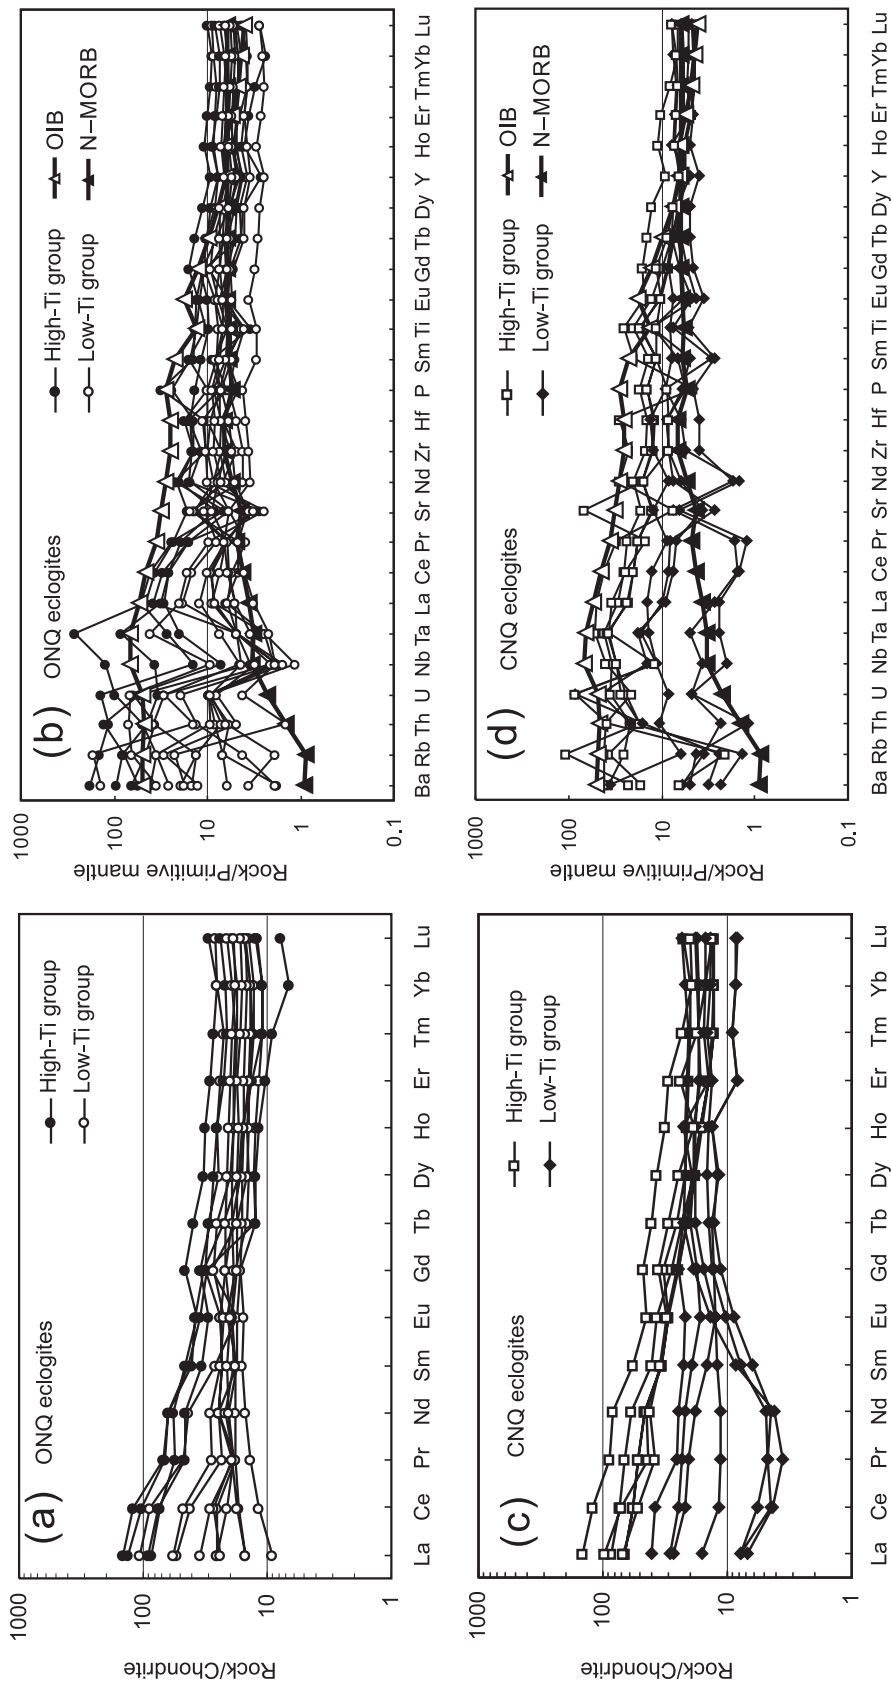 (a)
ONQ eclogites
High-Ti group
Low-Ti group
1000
100
10
1
Rock/Chondrite
La Ce Pr Nd Sm Eu Gd Tb Dy Ho Er Tm Yb Lu
(b)
ONQ eclogites
High-Ti group
Low-Ti group
OIB
N–MORB
1000
100
10
1
0.1
Rock/Primitive mantle
Ba Rb Th U Nb Ta La Ce Pr Sr Nd Zr Hf P Sm Ti Eu Gd Tb Dy Y Ho Er Tm Yb Lu
(c)
CNQ eclogites
High-Ti group
Low-Ti group
1000
100
10
1
Rock/Chondrite
La Ce Pr Nd Sm Eu Gd Tb Dy Ho Er Tm Yb Lu
(d)
CNQ eclogites
High-Ti group
Low-Ti group
OIB
N–MORB
1000
100
10
1
0.1
Rock/Primitive mantle
Ba Rb Th U Nb Ta La Ce Pr Sr Nd Zr Hf P Sm Ti Eu Gd Tb Dy Y Ho Er Tm Yb Lu